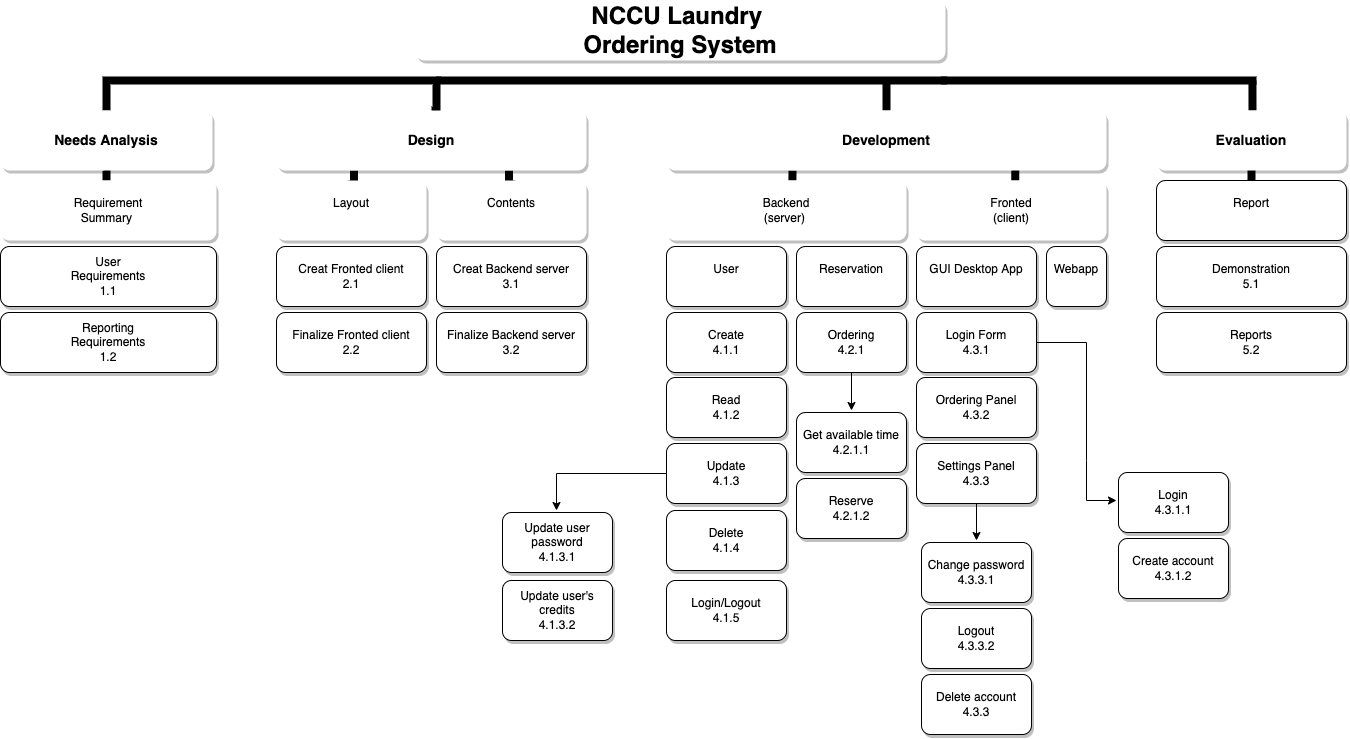 NCCU Laundry
Ordering System
Needs Analysis
Design
Development
Evaluation
Requirement
Summary
Layout
Contents
Backend
(server)
Fronted
(client)
Report
User
Requirements
1.1
Creat Fronted client
2.1
Creat Backend server
3.1
User
Reservation
GUI Desktop App
Webapp
Demonstration
5.1
Reporting
Requirements
1.2
Finalize Fronted client
2.2
Finalize Backend server
3.2
Create
4.1.1
Ordering
4.2.1
Login Form
4.3.1
Reports
5.2
Read
4.1.2
Ordering Panel
4.3.2
Get available time
4.2.1.1
Update
4.1.3
Settings Panel
4.3.3
Reserve
4.2.1.2
Login
4.3.1.1
Update user
password
4.1.3.1
Delete
4.1.4
Change password
4.3.3.1
Create account
4.3.1.2
Update user's
credits
4.1.3.2
Login/Logout
4.1.5
Logout
4.3.3.2
Delete account
4.3.3